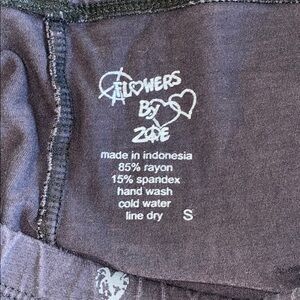 FLOWERS
By
ZOE
made in indonesia
85% rayon
15% spandex
hand wash
cold water
line dry S